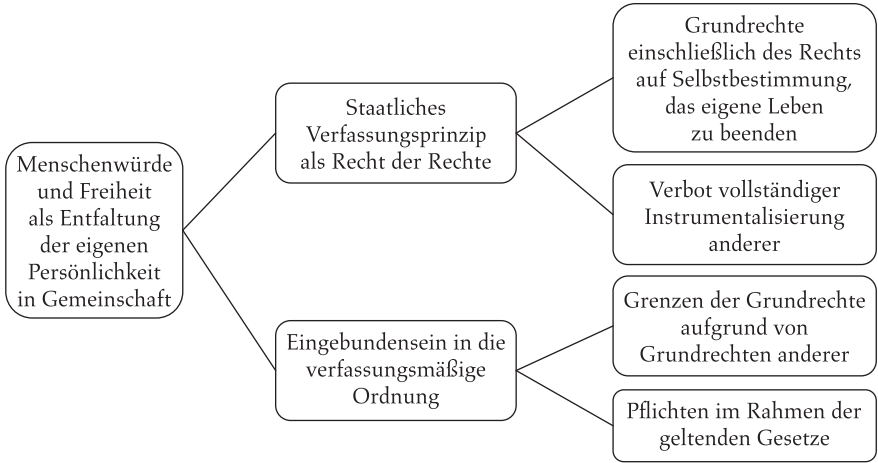 Menschenwürde
und Freiheit
als Entfaltung
der eigenen
Persönlichkeit
in Gemeinschaft
Staatliches
Verfassungsprinzip
als Recht der Rechte
Eingebundensein in die
verfassungsmäßige
Ordnung
Grundrechte
einschließlich des Rechts
auf Selbstbestimmung,
das eigene Leben
zu beenden
Verbot vollständiger
Instrumentalisierung
anderer
Grenzen der Grundrechte
aufgrund von
Grundrechten anderer
Pflichten im Rahmen der
geltenden Gesetze